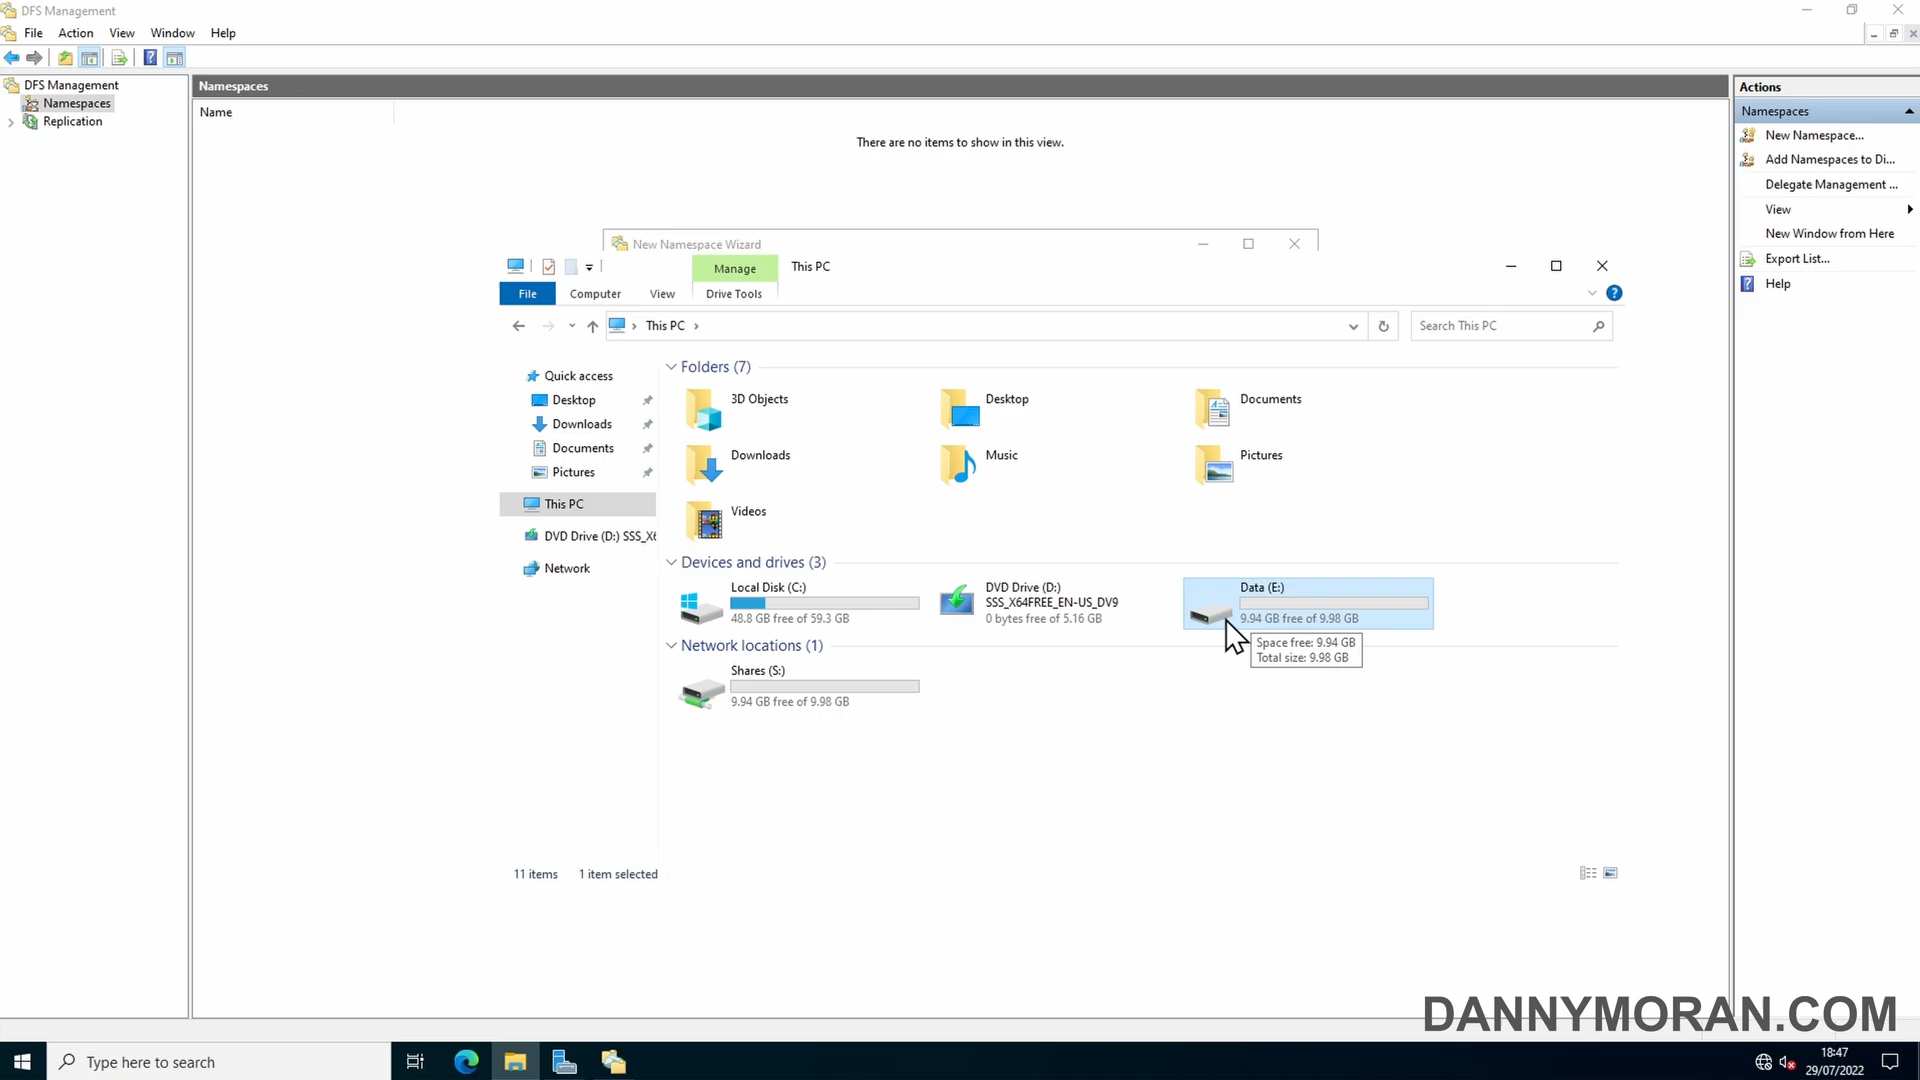 DFS Management
File Action View Window Help
DFS Management
Namespaces
Replication
Namespaces
Name
There are no items to show in this view.
Actions
Namespaces
New Namespace...
Add Namespaces to Di...
Delegate Management ...
View
New Window from Here
Export List...
Help
New Namespace Wizard
Manage
This PC
File
Computer
View
Drive Tools
This PC
Search This PC
Quick access
Desktop
Downloads
Documents
Pictures
This PC
DVD Drive (D:) SSS_X6
Network
Folders (7)
3D Objects
Desktop
Documents
Downloads
Music
Pictures
Videos
Devices and drives (3)
Local Disk (C:)
48.8 GB free of 59.3 GB
DVD Drive (D:)
SSS_X64FREE_EN-US_DV9
0 bytes free of 5.16 GB
Data (E:)
9.94 GB free of 9.98 GB
Space free: 9.94 GB
Total size: 9.98 GB
Network locations (1)
Shares (S:)
9.94 GB free of 9.98 GB
11 items
1 item selected
DANNYMORAN.COM
Type here to search
18:47
29/07/2022